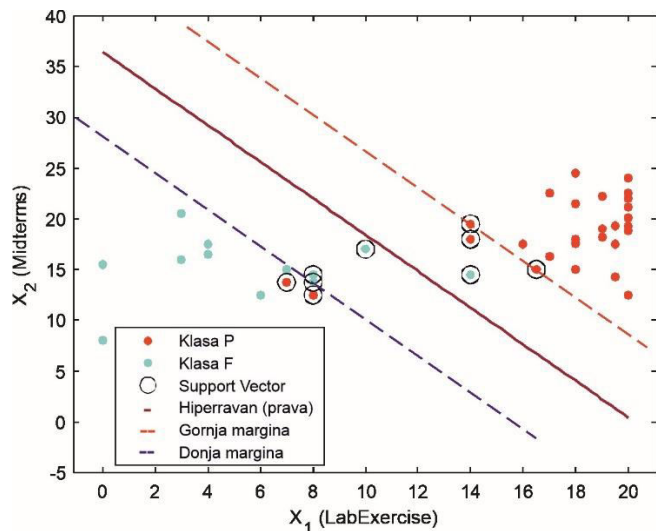 40
35
30
25
20
15
10
5
0
-5
X2 (Midterms)
Klasa P
Klasa F
Support Vector
Hiperravan (prava)
Gornja margina
Donja margina
0 2 4 6 8 10 12 14 16 18 20
X1 (LabExercise)